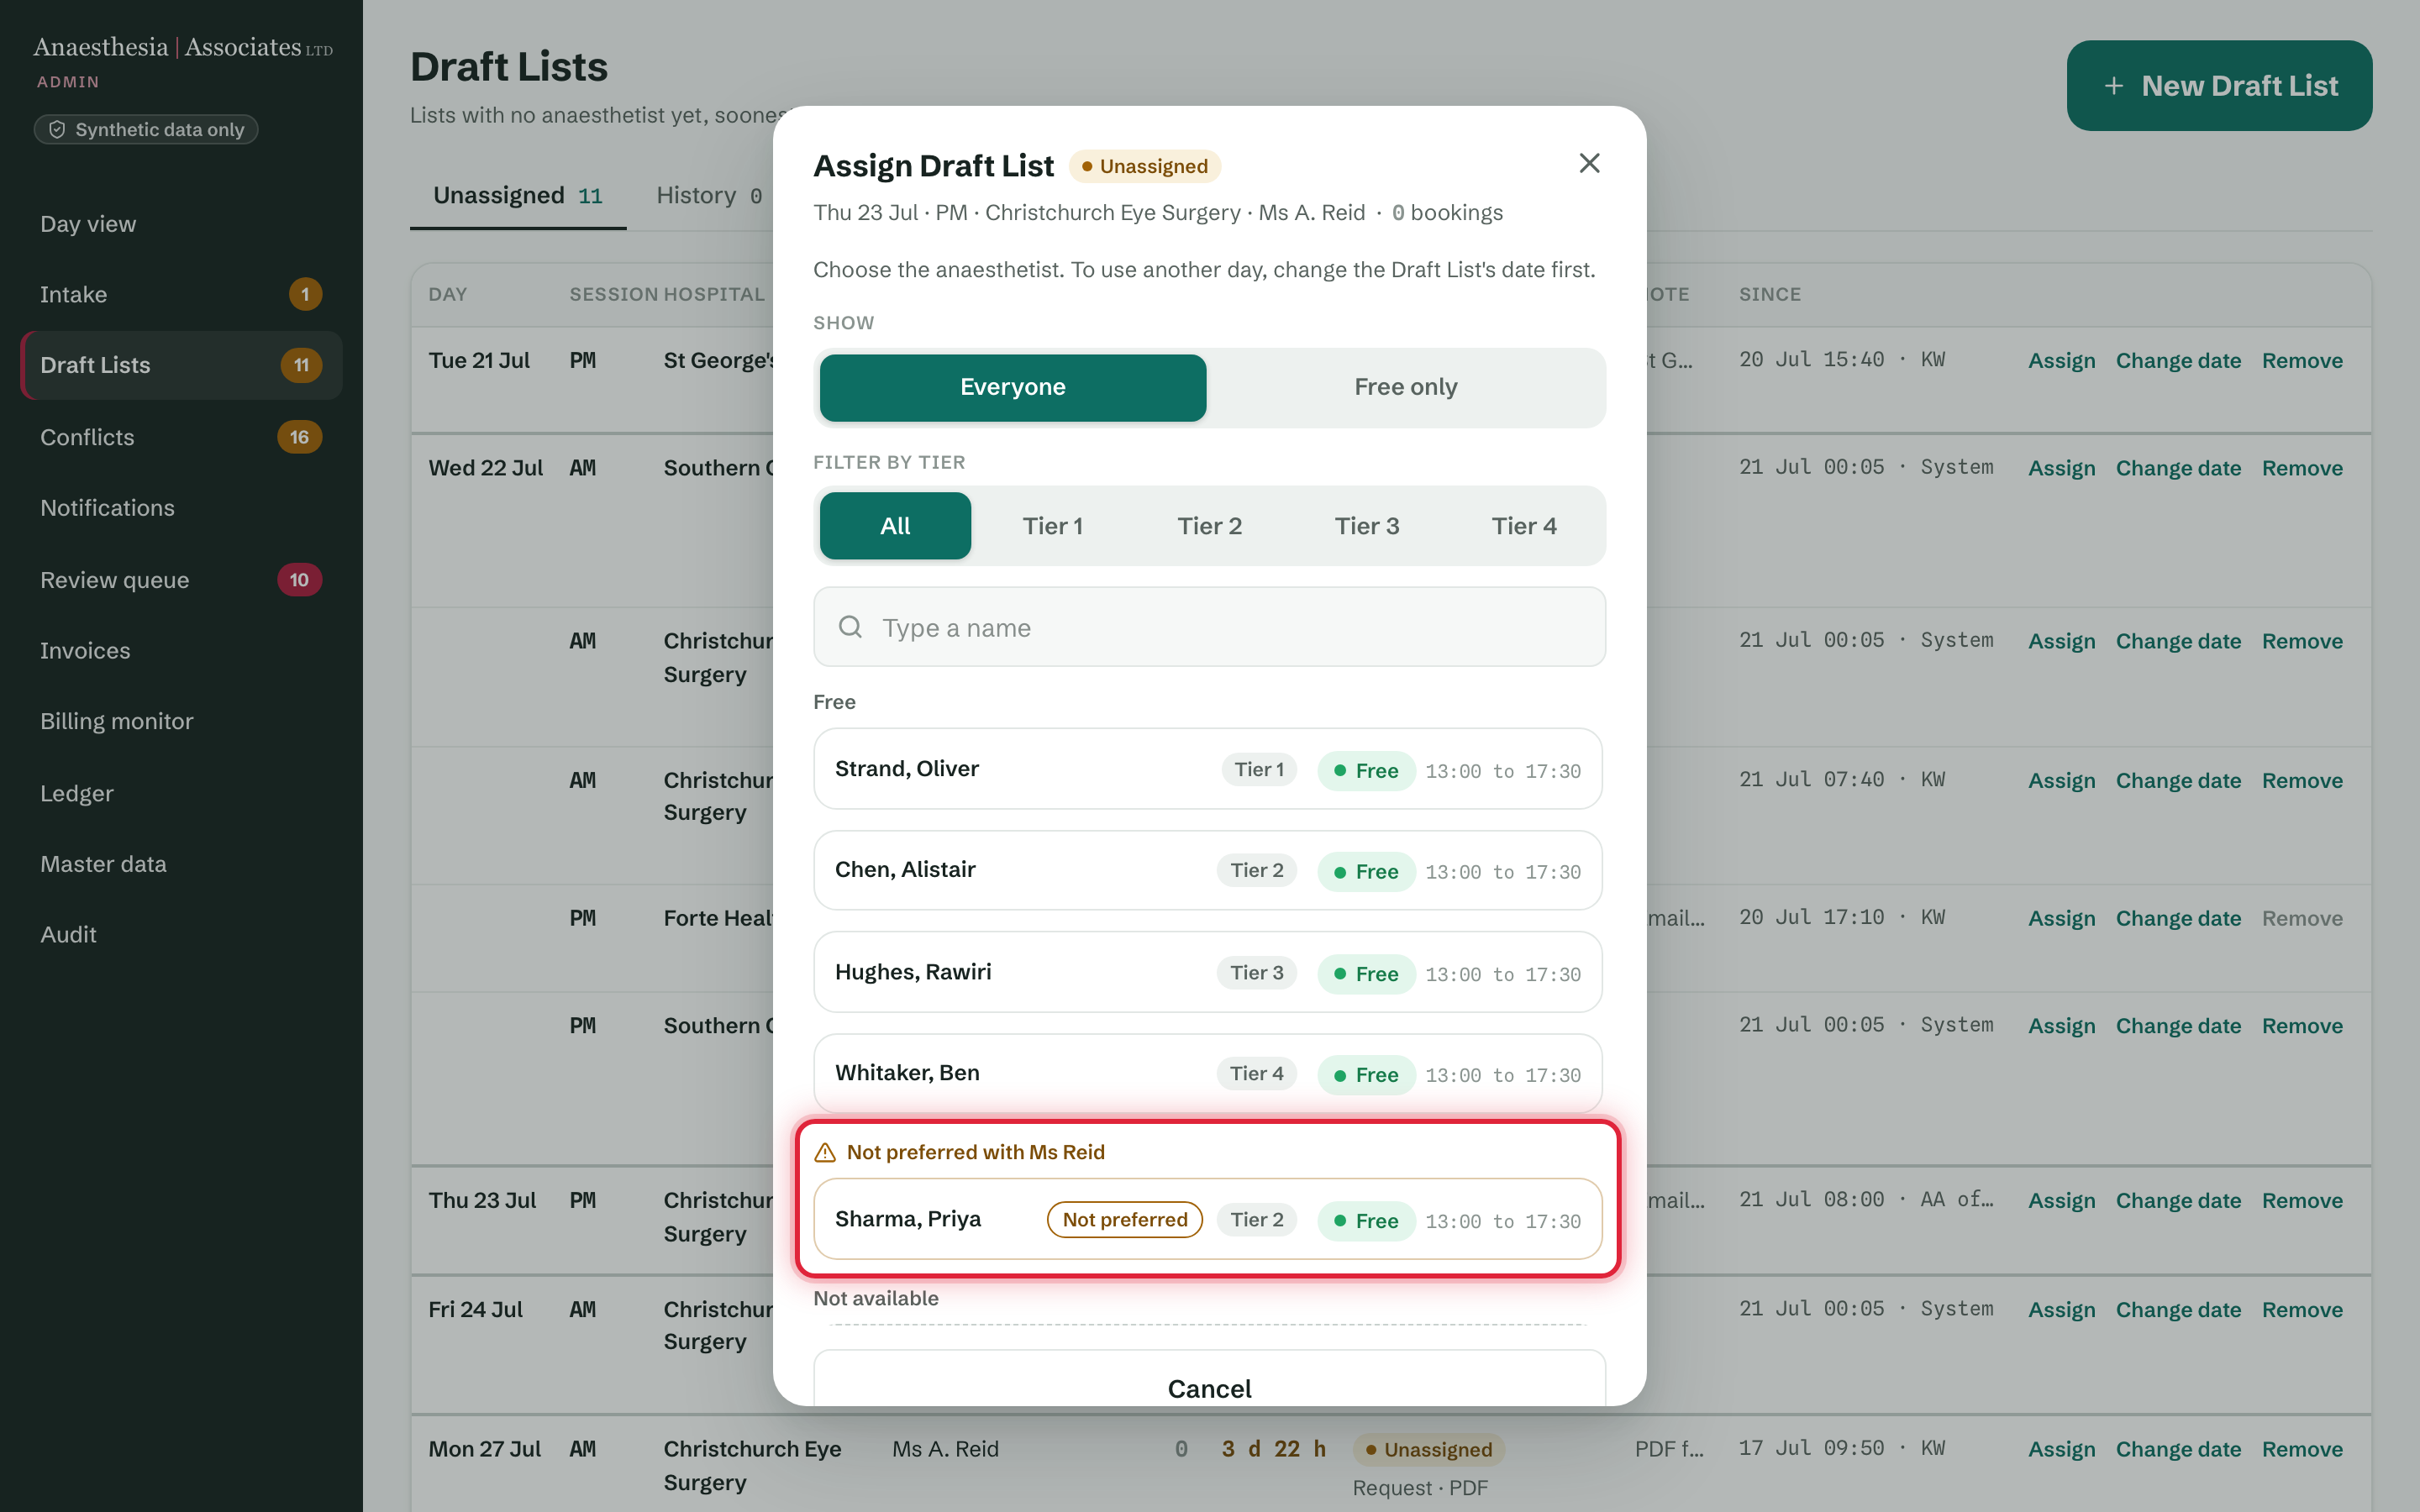 Anaesthesia | Associates LTD
ADMIN
Synthetic data only
Day view
Intake 1
Draft Lists 11
Conflicts 16
Notifications
Review queue 10
Invoices
Billing monitor
Ledger
Master data
Audit
Draft Lists
Lists with no anaesthetist yet,
New Draft List
Unassigned 11 History 0
DAY SESSION HOSPITAL SINCE
Tue 21 Jul PM St George's 20 Jul 15:40 · KW Assign Change date Remove
Wed 22 Jul AM Southern 21 Jul 00:05 · System Assign Change date Remove
AM 21 Jul 00:05 · System Assign Change date Remove
Surgery
AM 21 Jul 07:40 · KW Assign Change date Remove
Surgery
PM Forte 20 Jul 17:10 · KW Assign Change date Remove
PM Southern 21 Jul 00:05 · System Assign Change date Remove
Thu 23 Jul PM 21 Jul 08:00 · AA of… Assign Change date Remove
Surgery
Fri 24 Jul AM 21 Jul 00:05 · System Assign Change date Remove
Surgery
Mon 27 Jul AM Christchurch Eye Ms A. Reid 0 3 d 22 h Unassigned PDF f… 17 Jul 09:50 · KW Assign Change date Remove
Surgery Request · PDF
Assign Draft List Unassigned
Thu 23 Jul · PM · Christchurch Eye Surgery · Ms A. Reid · 0 bookings
Choose the anaesthetist. To use another day, change the Draft List's date first.
SHOW
Everyone Free only
FILTER BY TIER
All Tier 1 Tier 2 Tier 3 Tier 4
Type a name
Free
Strand, Oliver Tier 1 Free 13:00 to 17:30
Chen, Alistair Tier 2 Free 13:00 to 17:30
Hughes, Rawiri Tier 3 Free 13:00 to 17:30
Whitaker, Ben Tier 4 Free 13:00 to 17:30
Not preferred with Ms Reid
Sharma, Priya Not preferred Tier 2 Free 13:00 to 17:30
Not available
Cancel